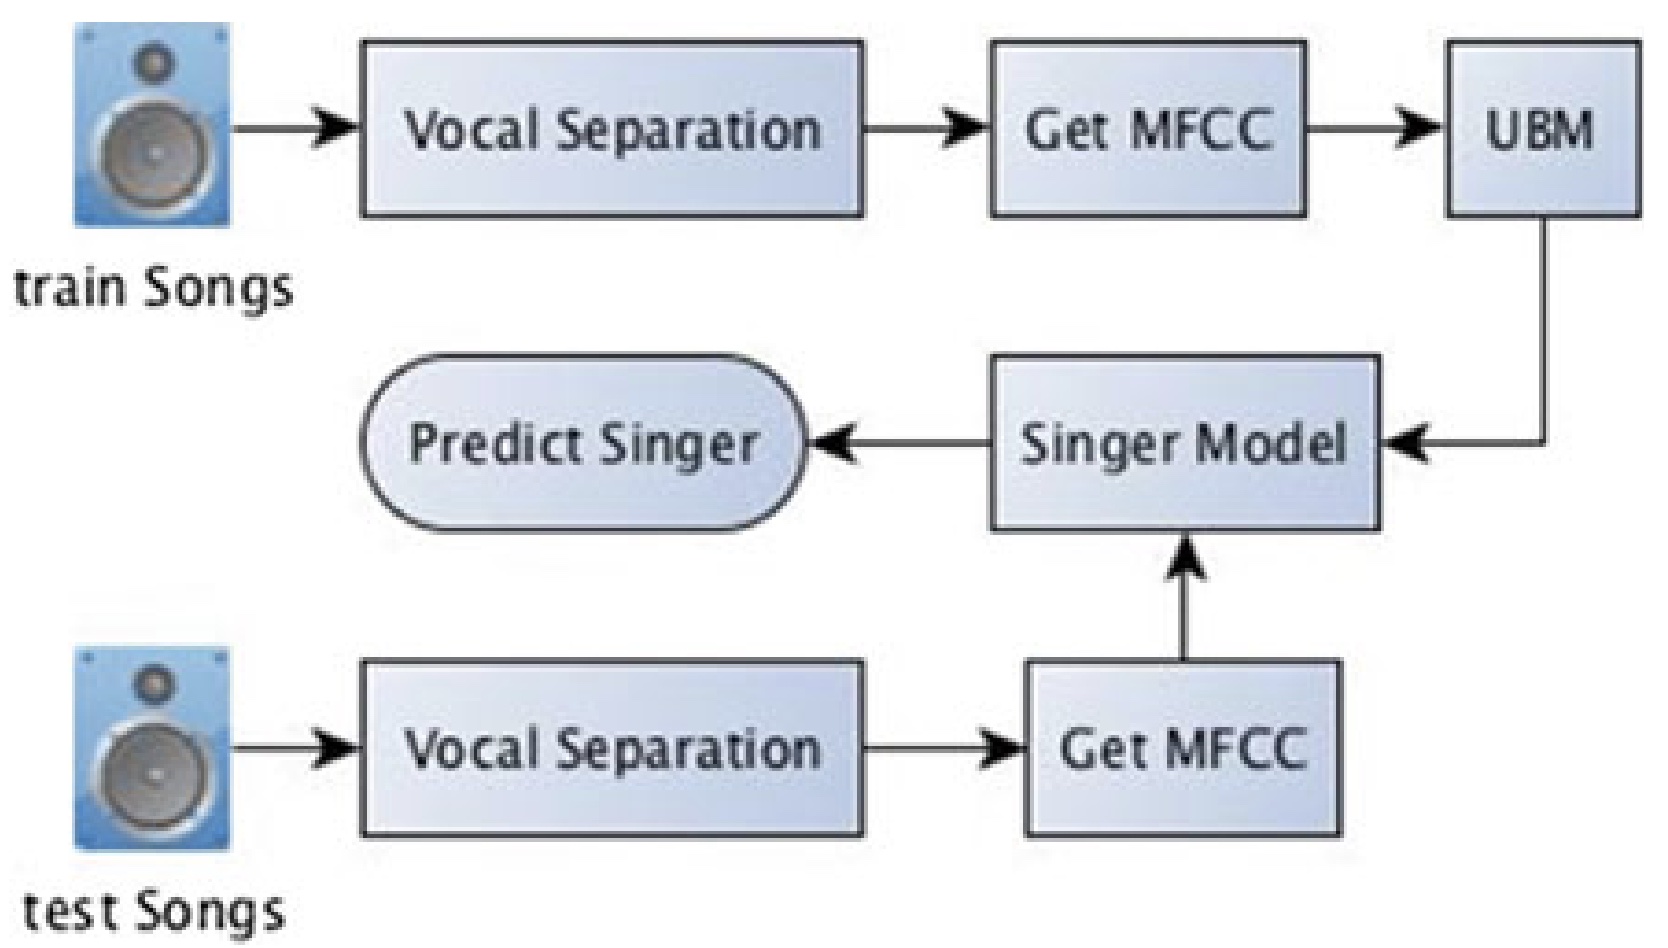 Vocal Separation
Get MFCC
UBM
train Songs
Predict Singer
Singer Model
Vocal Separation
Get MFCC
test Songs